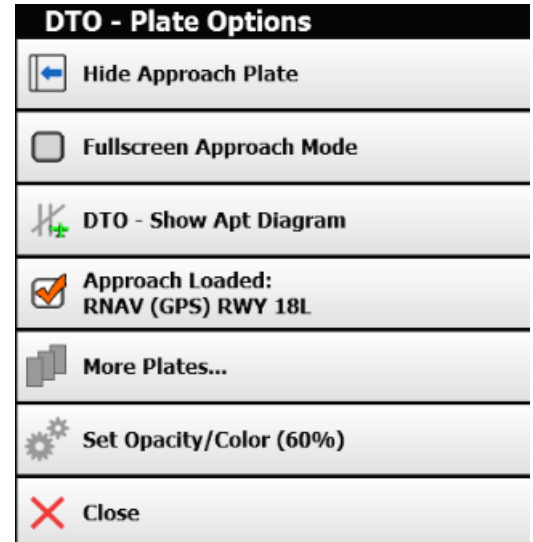 DTO - Plate Options
Hide Approach Plate
Fullscreen Approach Mode
DTO - Show Apt Diagram
Approach Loaded:
RNAV (GPS) RWY 18L
More Plates...
Set Opacity/Color (60%)
Close